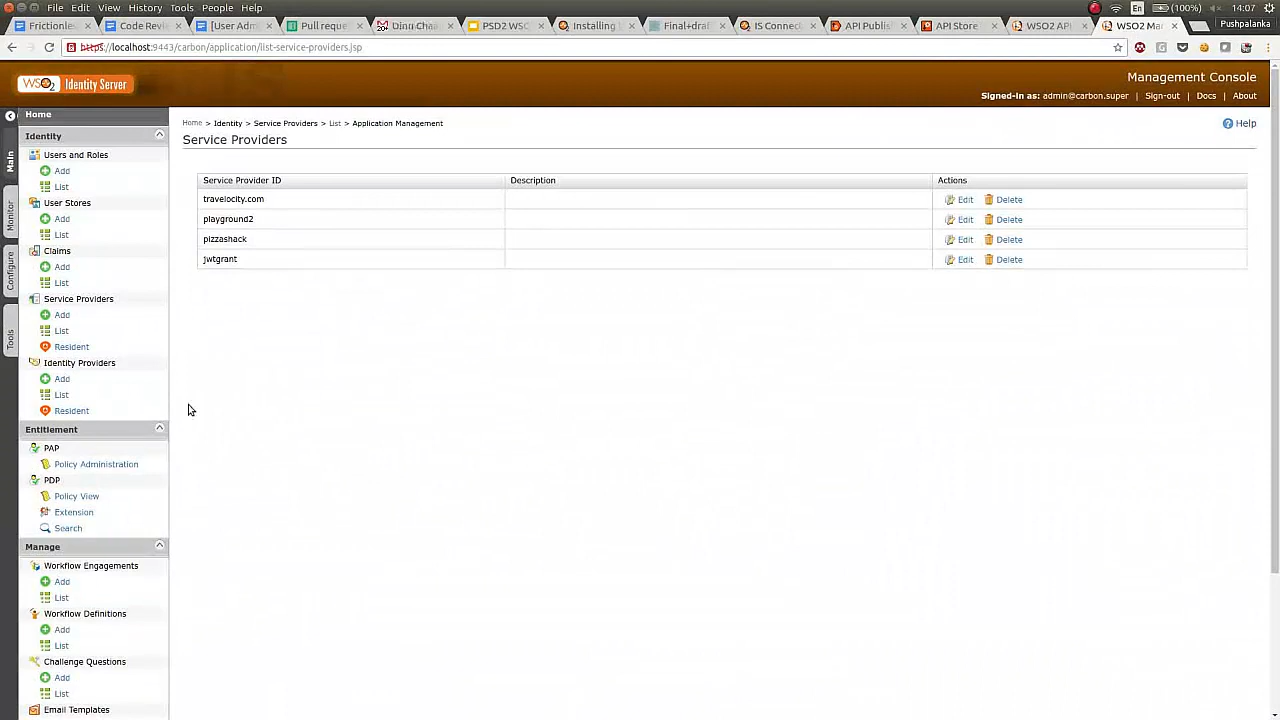 File Edit View History Tools People Help
En (100%) 14:07
Frictionle Code Revie [User Adm Pull reque Dinu Chan PSD2 WSO Installing Final+draf IS Connect API Publis API Store WSO2 API WSO2 Ma Pushpalanka
https://localhost:9443/carbon/application/list-service-providers.jsp
WSO2 Identity Server
Management Console
Signed-in as: admin@carbon.super | Sign-out | Docs | About
Main
Monitor
Configure
Tools
Home
Identity
Users and Roles
Add
List
User Stores
Add
List
Claims
Add
List
Service Providers
Add
List
Resident
Identity Providers
Add
List
Resident
Entitlement
PAP
Policy Administration
PDP
Policy View
Extension
Search
Manage
Workflow Engagements
Add
List
Workflow Definitions
Add
List
Challenge Questions
Add
List
Email Templates
Home > Identity > Service Providers > List > Application Management
Help
Service Providers
Service Provider ID Description Actions
travelocity.com Edit Delete
playground2 Edit Delete
pizzashack Edit Delete
jwtgrant Edit Delete